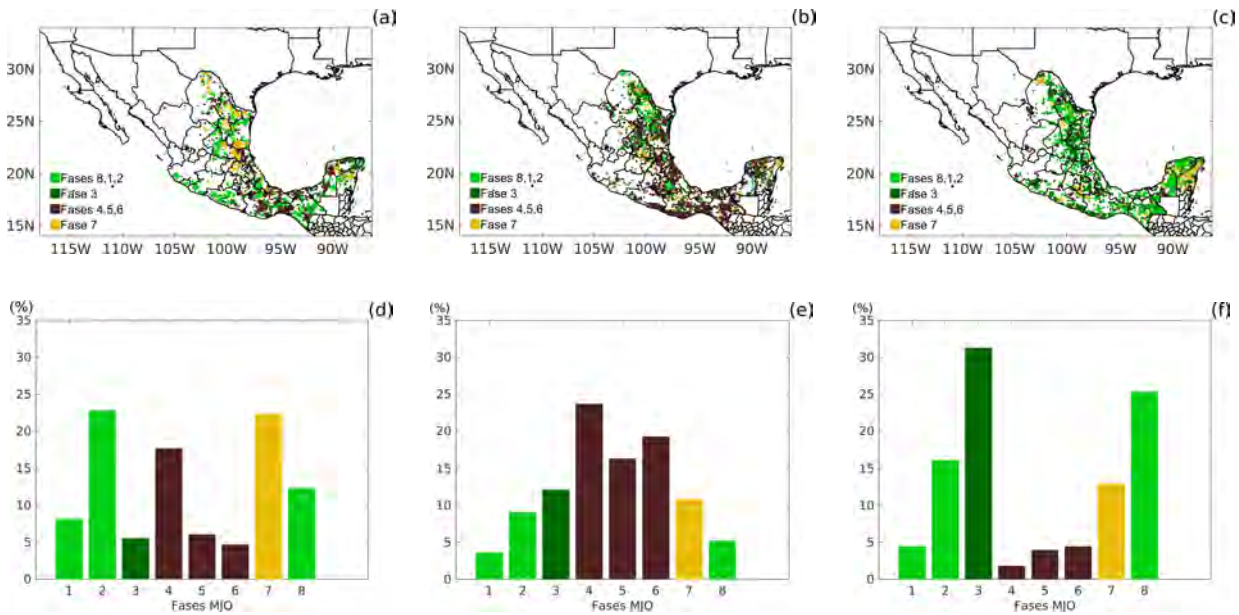 (a)
30N
25N
20N
15N
Fases 8,1,2
Fase 3
Fases 4,5,6
Fase 7
115W 110W 105W 100W 95W 90W
(b)
30N
25N
20N
15N
Fases 8,1,2
Fase 3
Fases 4,5,6
Fase 7
115W 110W 105W 100W 95W 90W
(c)
30N
25N
20N
15N
Fases 8,1,2
Fase 3
Fases 4,5,6
Fase 7
115W 110W 105W 100W 95W 90W
(%) (d)
35
30
25
20
15
10
5
0
1 2 3 4 5 6 7 8
Fases MJO
(%) (e)
35
30
25
20
15
10
5
0
1 2 3 4 5 6 7 8
Fases MJO
(%) (f)
35
30
25
20
15
10
5
0
1 2 3 4 5 6 7 8
Fases MJO